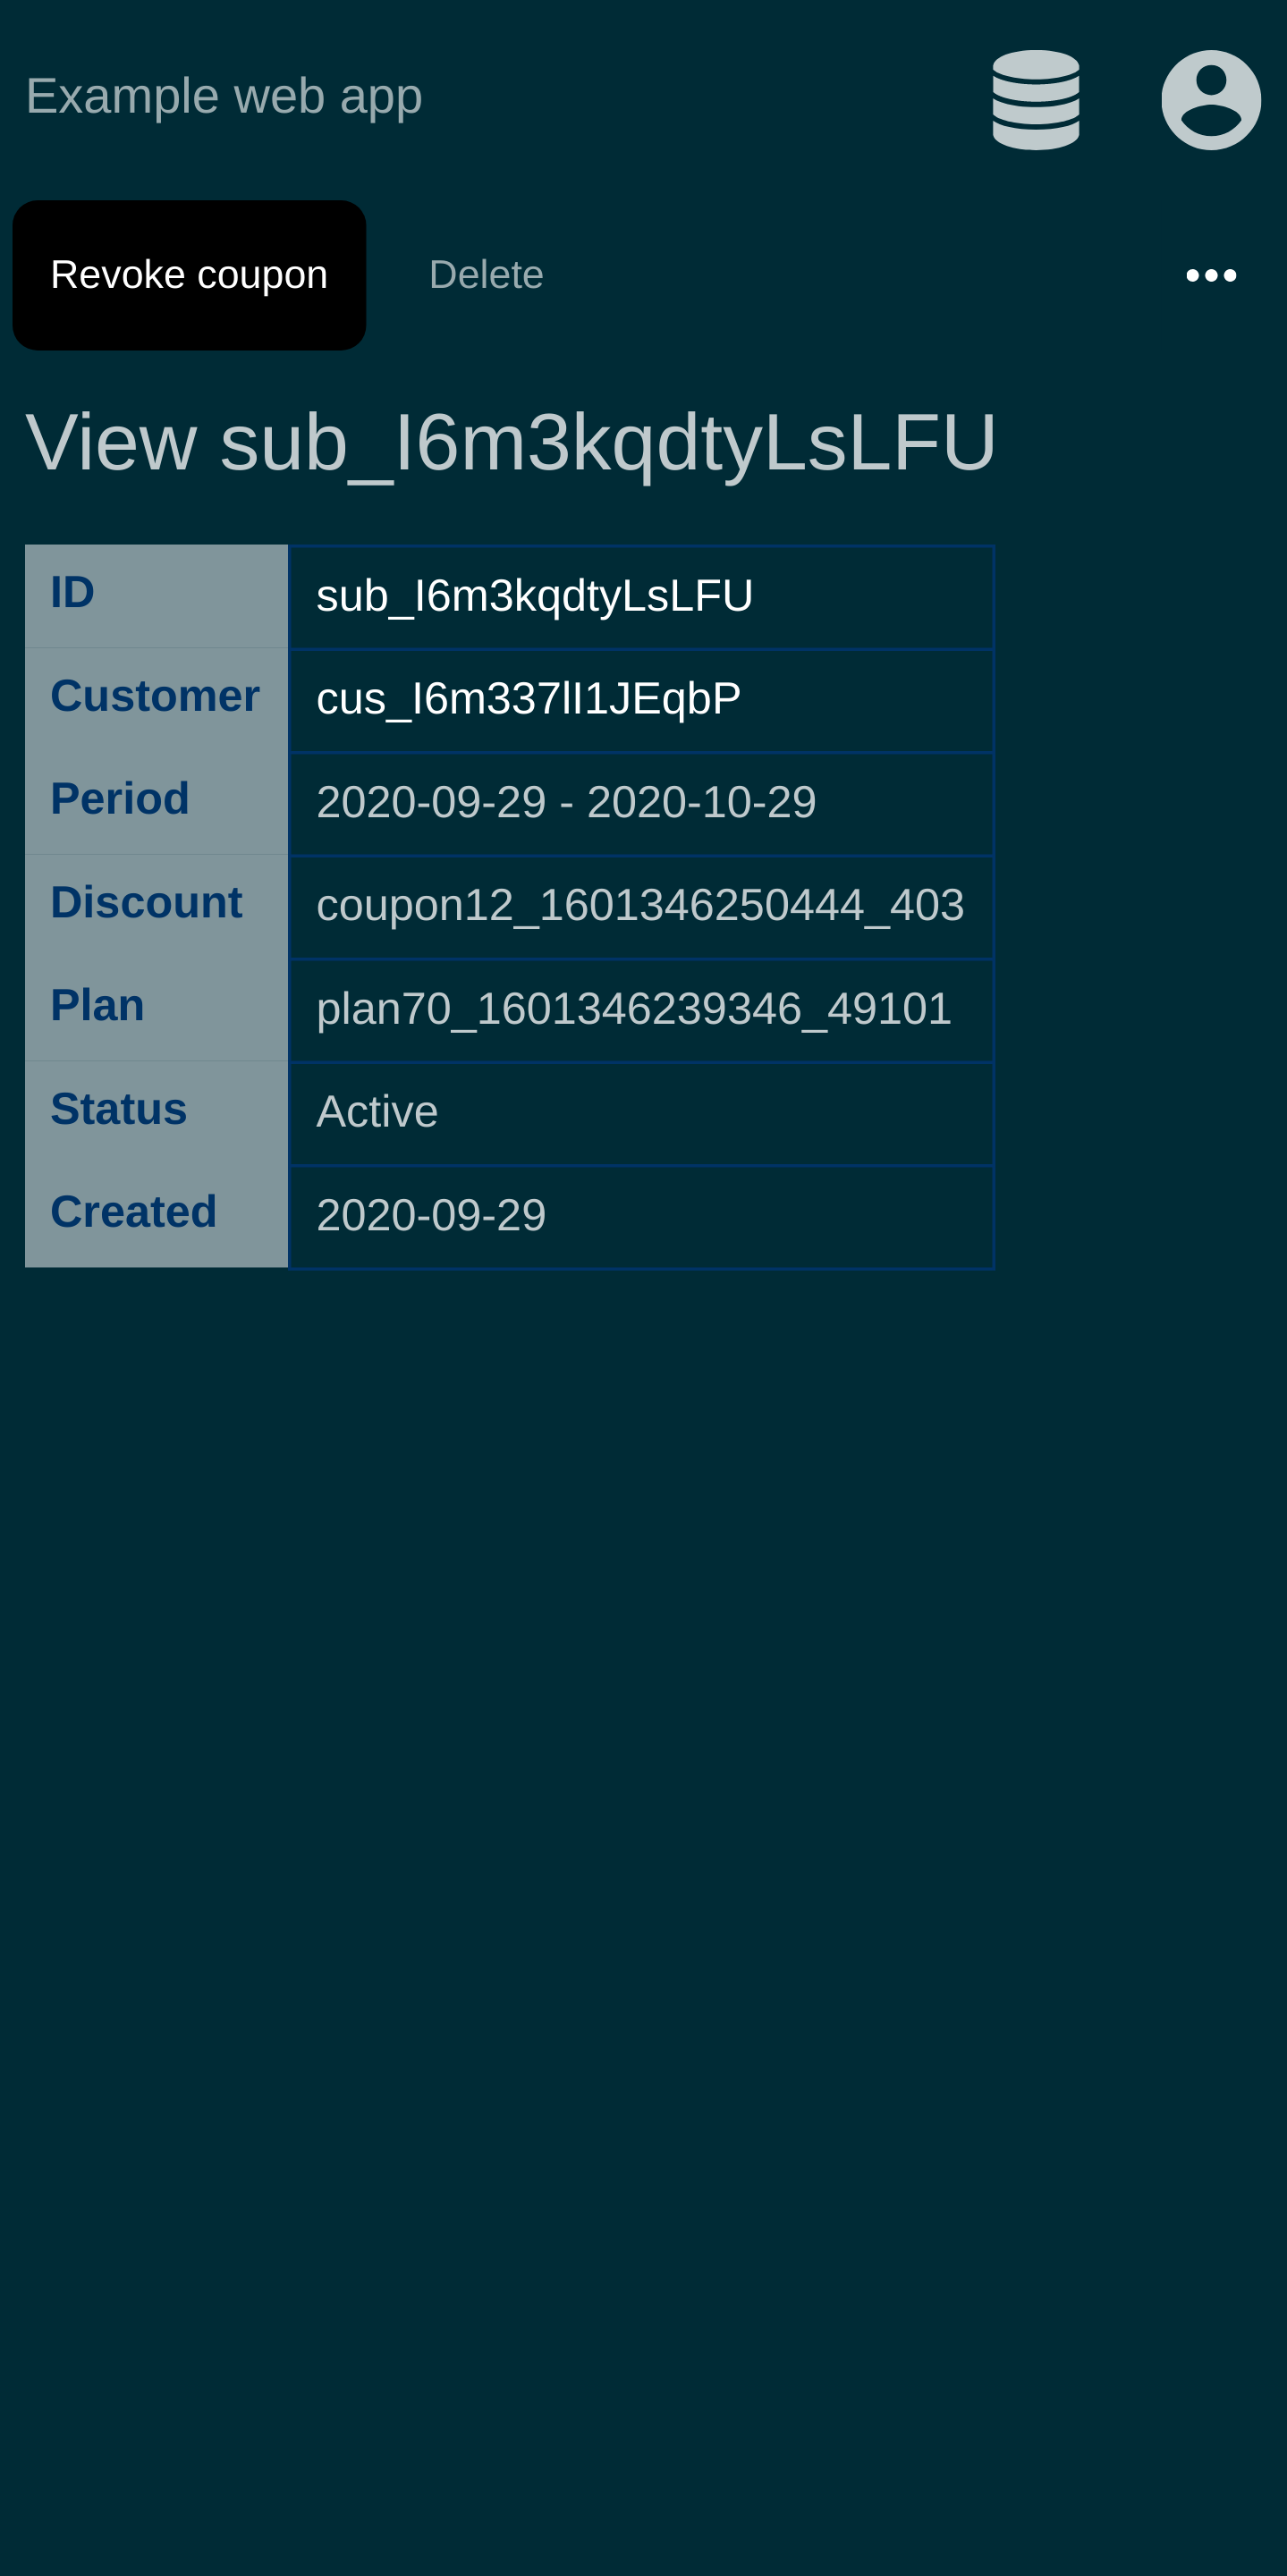 Example web app
Revoke coupon Delete
View sub_I6m3kqdtyLsLFU
ID sub_I6m3kqdtyLsLFU
Customer cus_I6m337lI1JEqbP
Period 2020-09-29 - 2020-10-29
Discount coupon12_1601346250444_403
Plan plan70_1601346239346_49101
Status Active
Created 2020-09-29